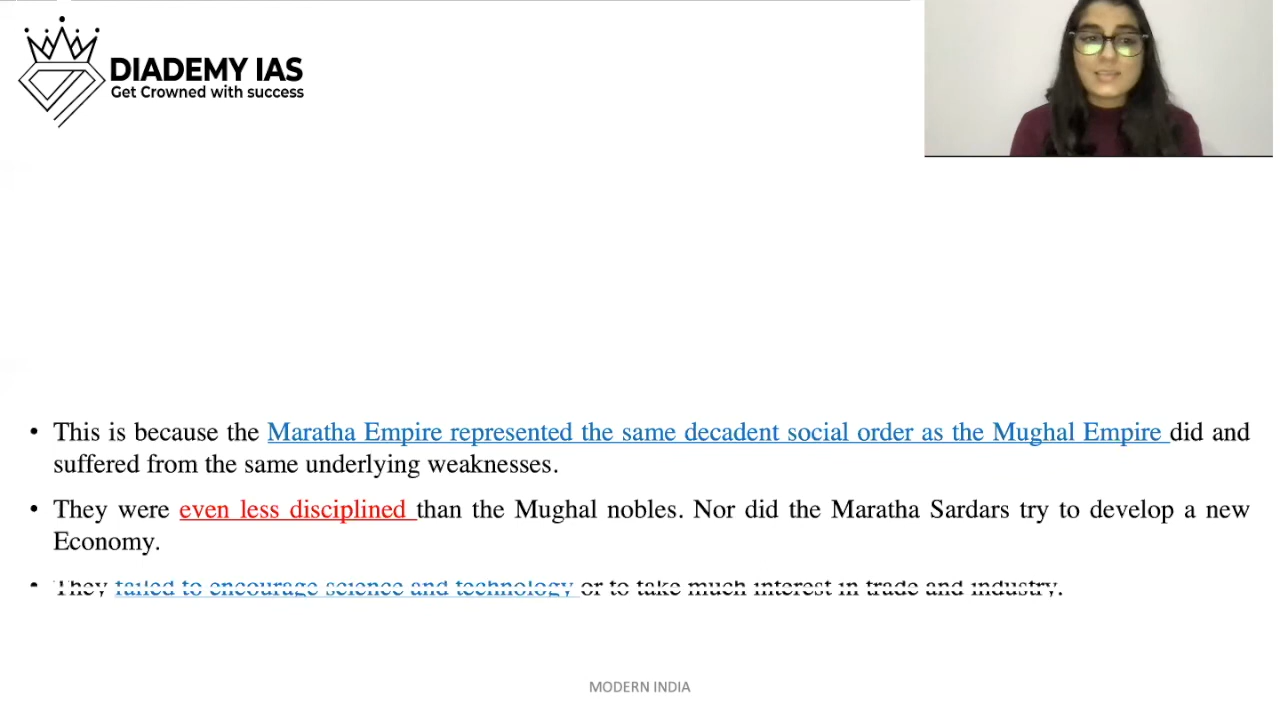 DIADEMY IAS
Get Crowned with success
• This is because the Maratha Empire represented the same decadent social order as the Mughal Empire did and
suffered from the same underlying weaknesses.
• They were even less disciplined than the Mughal nobles. Nor did the Maratha Sardars try to develop a new
Economy.
• They failed to encourage science and technology or to take much interest in trade and industry.
MODERN INDIA